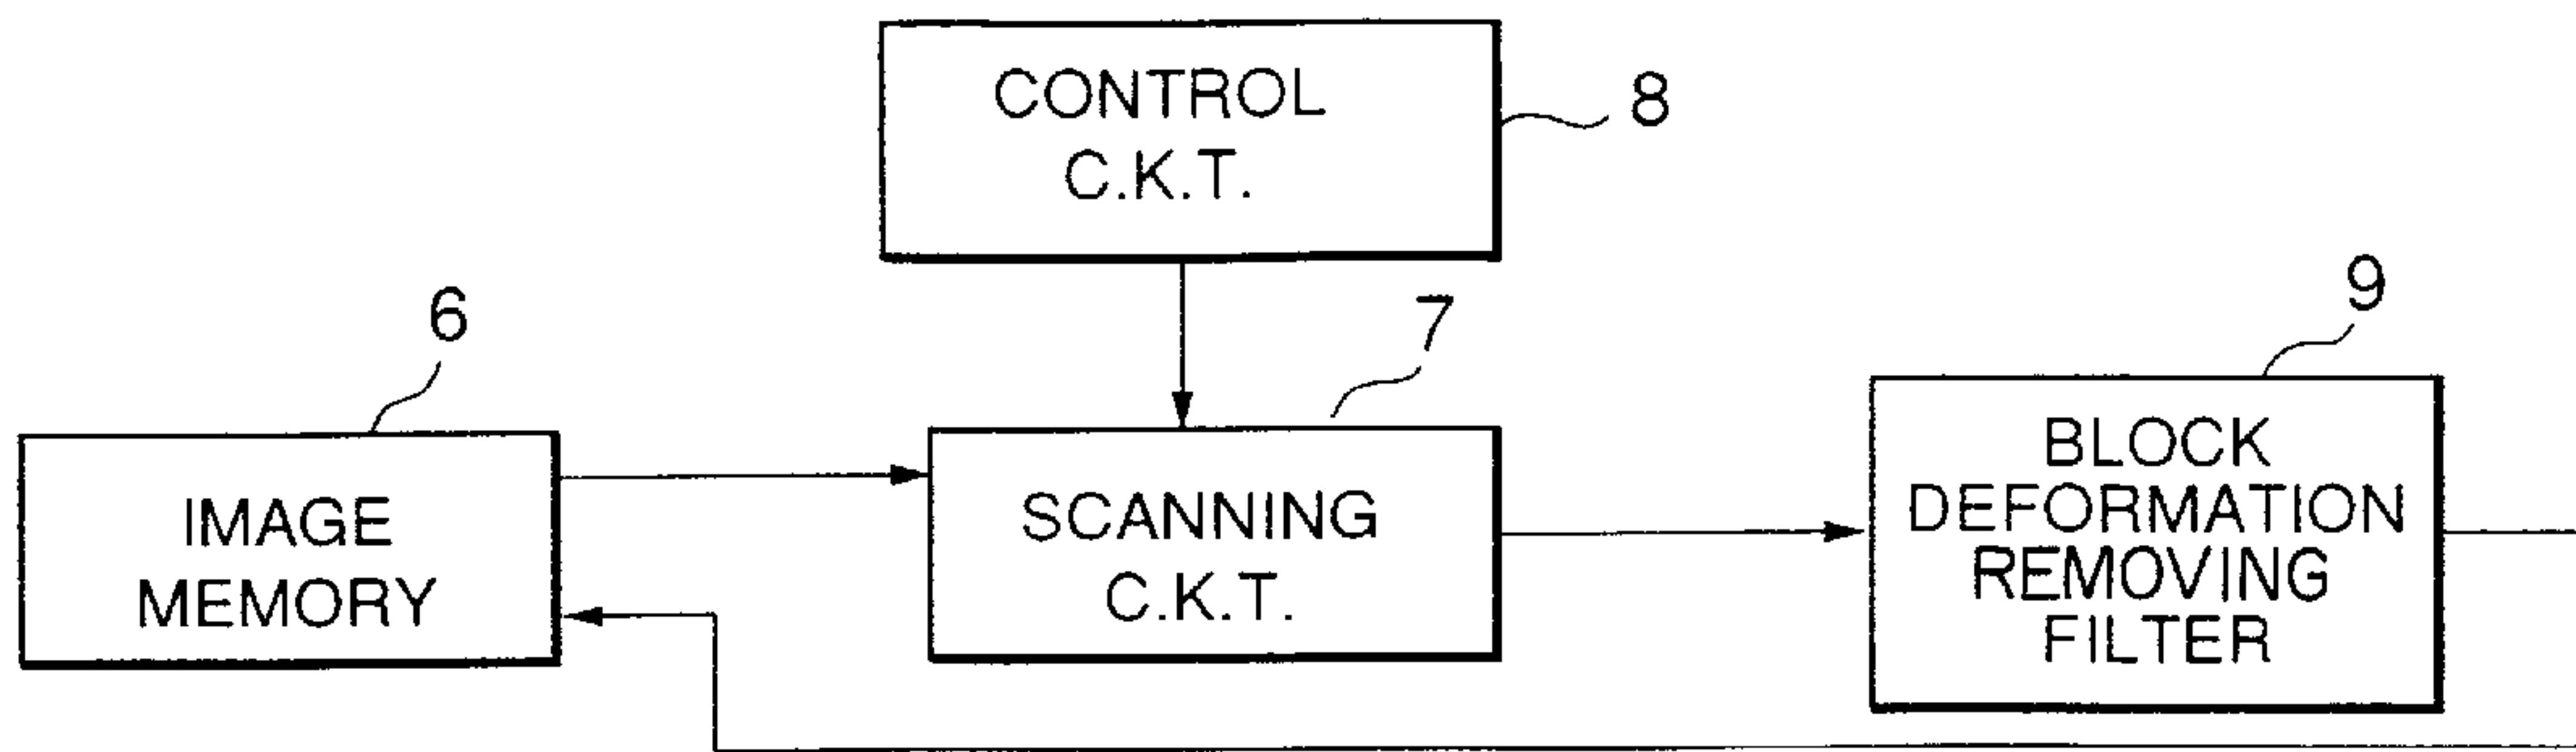 CONTROL
C.K.T.
8
6
7
9
IMAGE
MEMORY
SCANNING
C.K.T.
BLOCK
DEFORMATION
REMOVING
FILTER